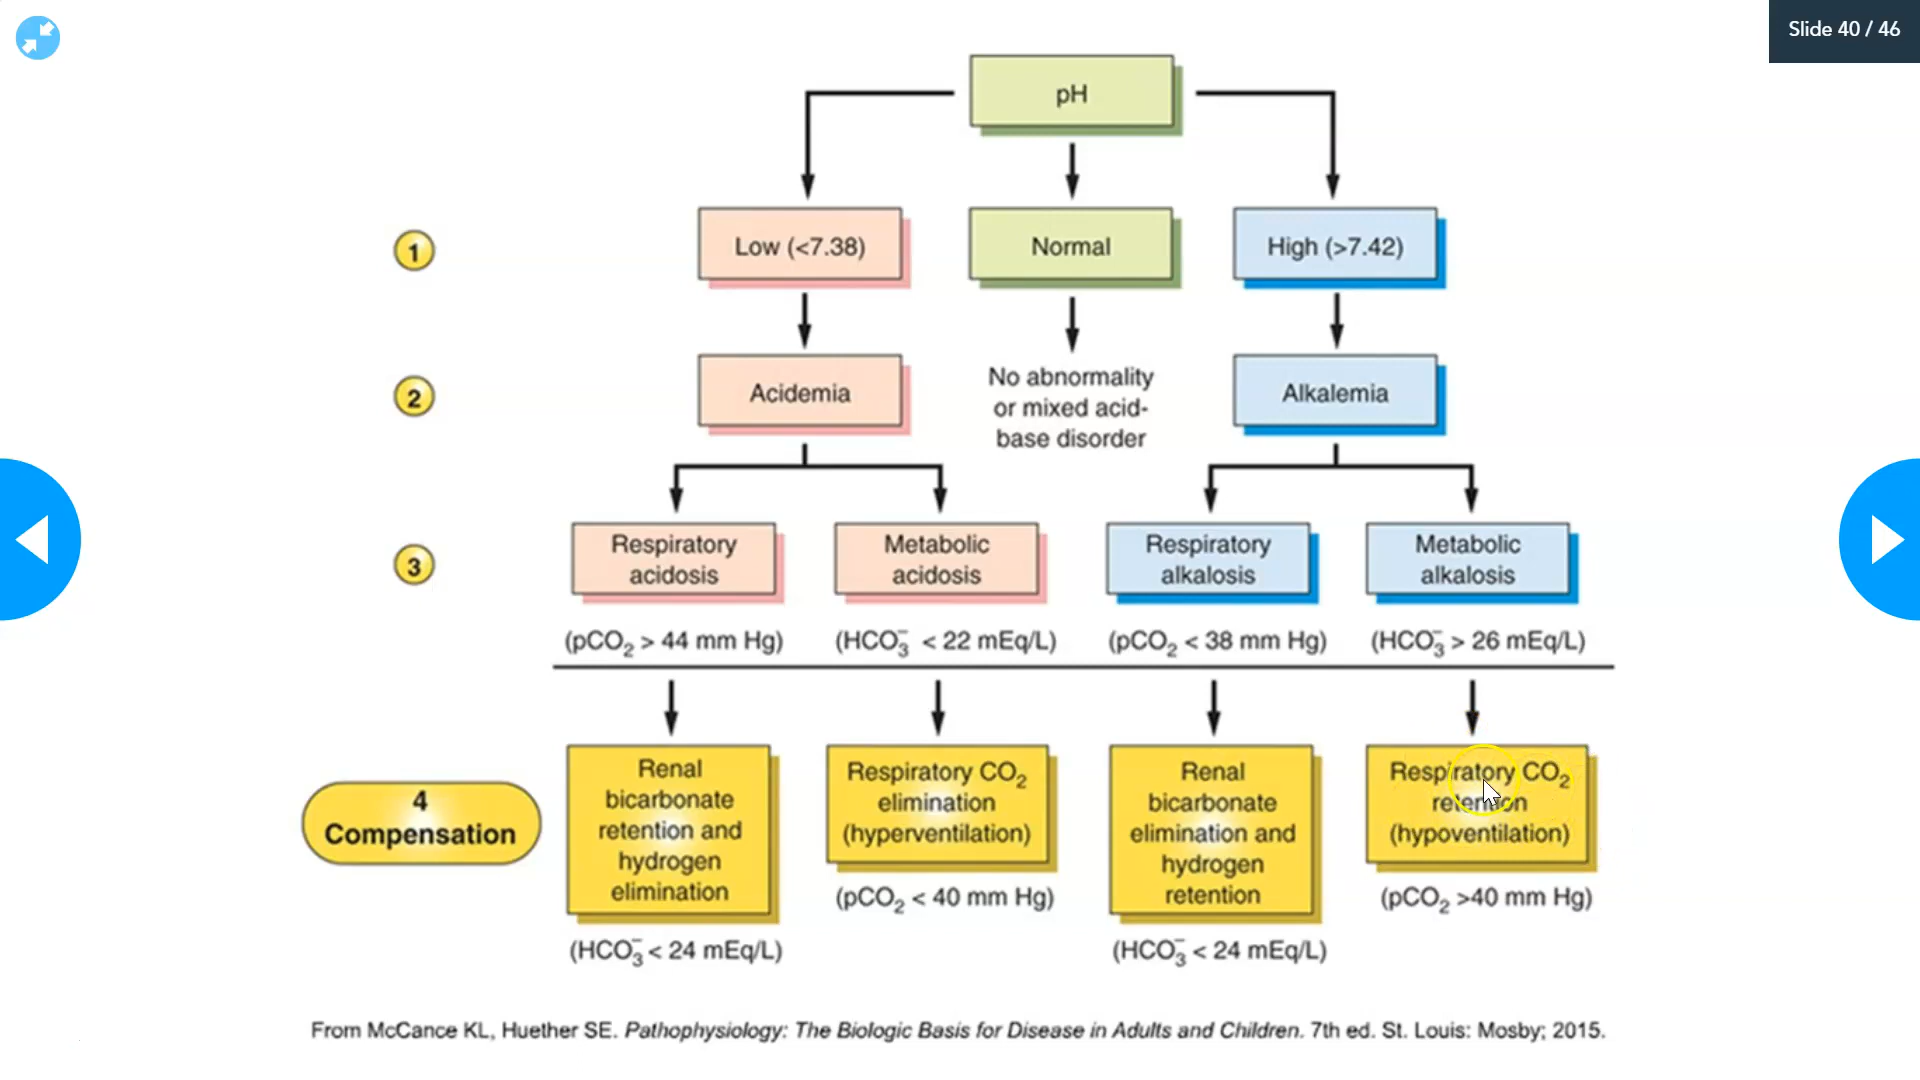 Slide 40 / 46
pH
1
Low (<7.38)
Normal
High (>7.42)
2
Acidemia
No abnormality
or mixed acid-
base disorder
Alkalemia
3
Respiratory
acidosis
Metabolic
acidosis
Respiratory
alkalosis
Metabolic
alkalosis
(pCO₂ > 44 mm Hg)
(HCO₃⁻ < 22 mEq/L)
(pCO₂ < 38 mm Hg)
(HCO₃⁻ > 26 mEq/L)
4
Compensation
Renal
bicarbonate
retention and
hydrogen
elimination
Respiratory CO₂
elimination
(hyperventilation)
Renal
bicarbonate
elimination and
hydrogen
retention
Respiratory CO₂
retention
(hypoventilation)
(pCO₂ < 40 mm Hg)
(pCO₂ >40 mm Hg)
(HCO₃⁻ < 24 mEq/L)
(HCO₃⁻ < 24 mEq/L)
From McCance KL, Huether SE. Pathophysiology: The Biologic Basis for Disease in Adults and Children. 7th ed. St. Louis: Mosby; 2015.